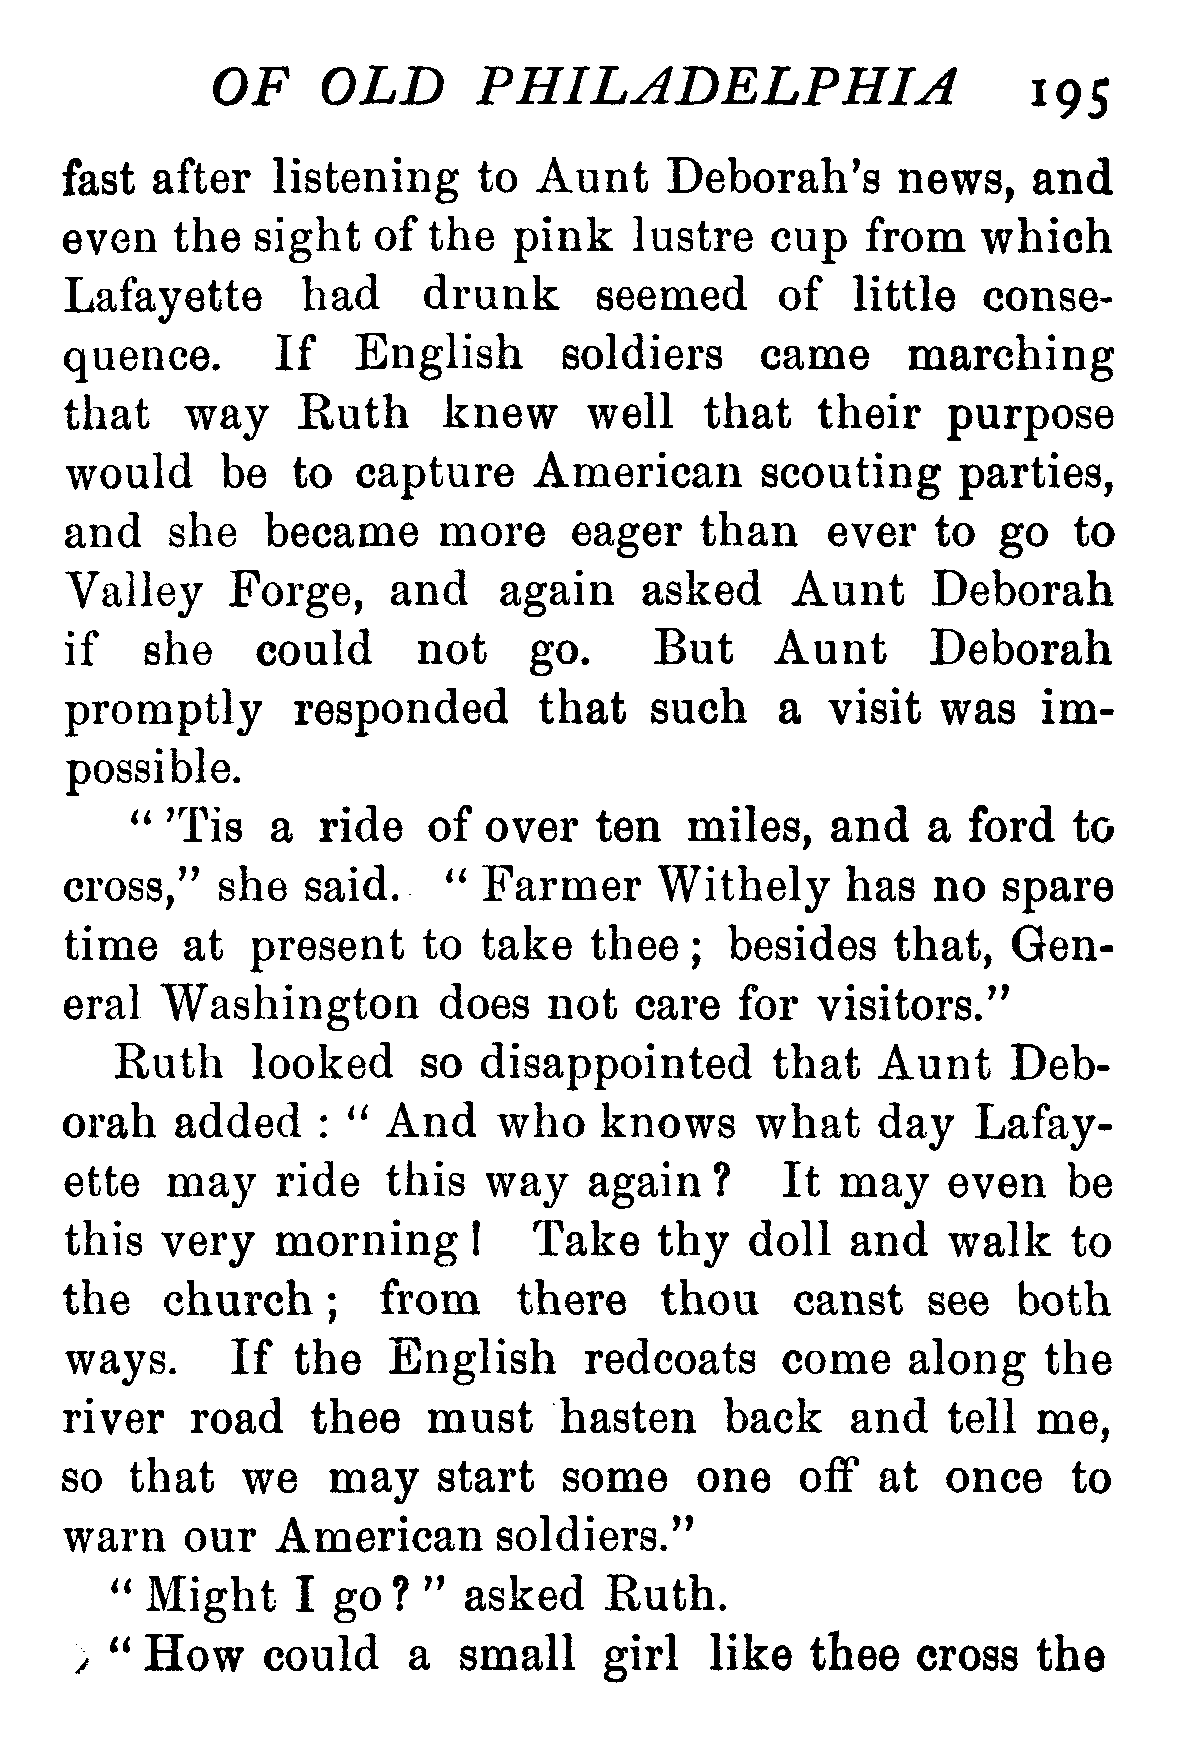 OF OLD PHILADELPHIA 195
fast after listening to Aunt Deborah's news, and
even the sight of the pink lustre cup from which
Lafayette had drunk seemed of little conse-
quence. If English soldiers came marching
that way Ruth knew well that their purpose
would be to capture American scouting parties,
and she became more eager than ever to go to
Valley Forge, and again asked Aunt Deborah
if she could not go. But Aunt Deborah
promptly responded that such a visit was im-
possible.
" 'Tis a ride of over ten miles, and a ford to
cross," she said. " Farmer Withely has no spare
time at present to take thee ; besides that, Gen-
eral Washington does not care for visitors."
Ruth looked so disappointed that Aunt Deb-
orah added : " And who knows what day Lafay-
ette may ride this way again ? It may even be
this very morning ! Take thy doll and walk to
the church ; from there thou canst see both
ways. If the English redcoats come along the
river road thee must hasten back and tell me,
so that we may start some one off at once to
warn our American soldiers."
" Might I go ? " asked Ruth.
" How could a small girl like thee cross the